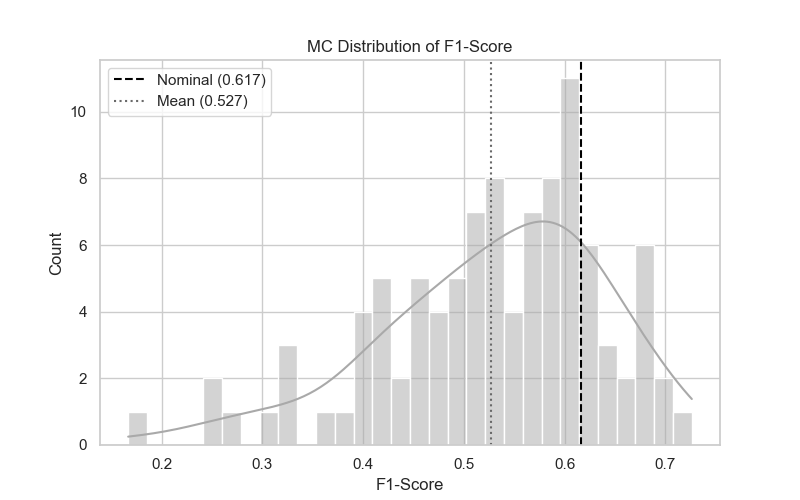 MC Distribution of F1-Score
Nominal (0.617)
Mean (0.527)
Count
10
8
6
4
2
0
0.2 0.3 0.4 0.5 0.6 0.7
F1-Score